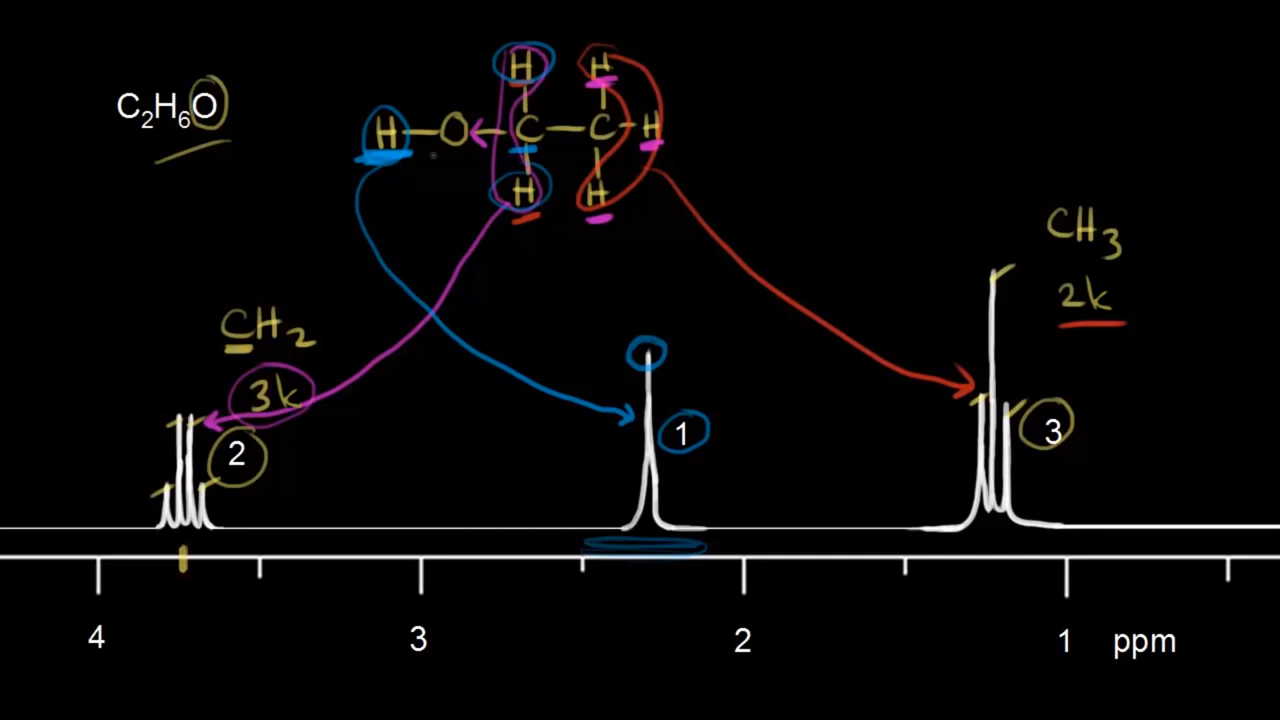 H H
C₂H₆O
H—O—C—C—H
H H
CH₃
2k
CH₂
3k
2
1
3
4 3 2 1 ppm